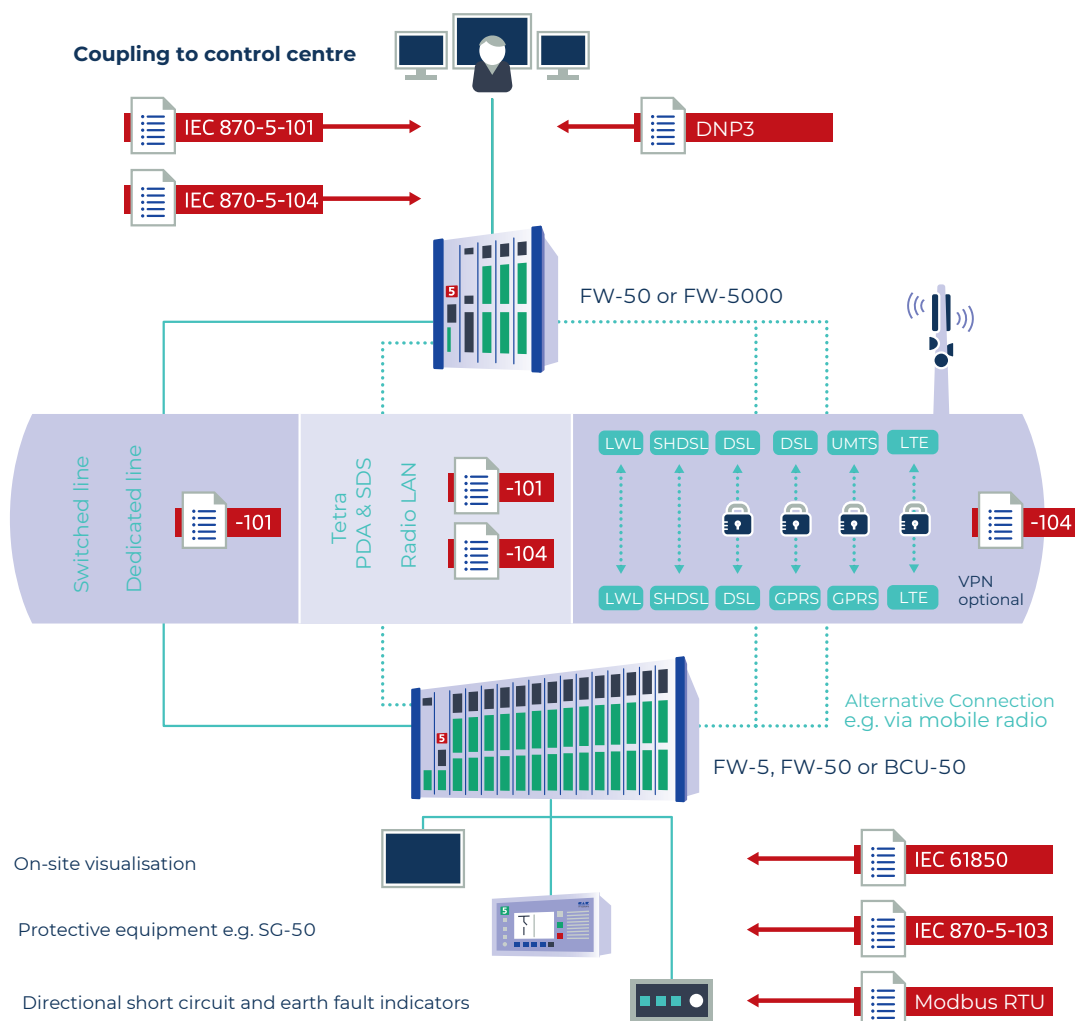 Coupling to control centre
IEC 870-5-101
DNP3
IEC 870-5-104
5
FW-50 or FW-5000
Switched line
Dedicated line
-101
Tetra
PDA & SDS
Radio LAN
-101
-104
LWL SHDSL DSL DSL UMTS LTE
-104
LWL SHDSL DSL GPRS GPRS LTE
VPN
optional
Alternative Connection
e.g. via mobile radio
5
FW-5, FW-50 or BCU-50
On-site visualisation
IEC 61850
5
Protective equipment e.g. SG-50
IEC 870-5-103
Directional short circuit and earth fault indicators
Modbus RTU